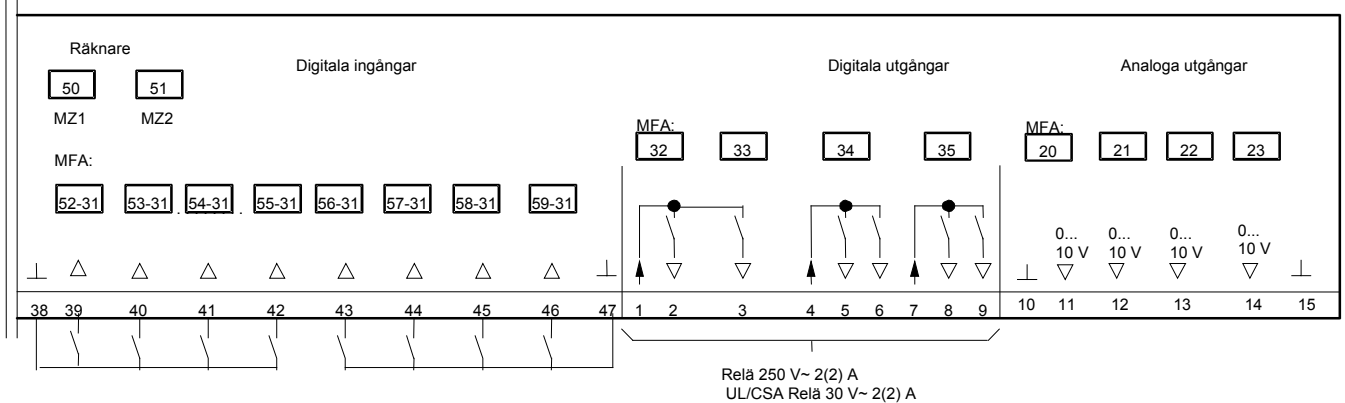 Räknare
Digitala ingångar
Digitala utgångar
Analoga utgångar
50 51
MZ1 MZ2
MFA:
MFA:
MFA:
32 33 34 35
20 21 22 23
52-31 53-31 54-31 . . . . . . . 55-31 56-31 57-31 58-31 59-31
0... 0... 0... 0...
10 V 10 V 10 V 10 V
38 39 40 41 42 43 44 45 46 47 1 2 3 4 5 6 7 8 9 10 11 12 13 14 15
Relä 250 V~ 2(2) A
UL/CSA Relä 30 V~ 2(2) A